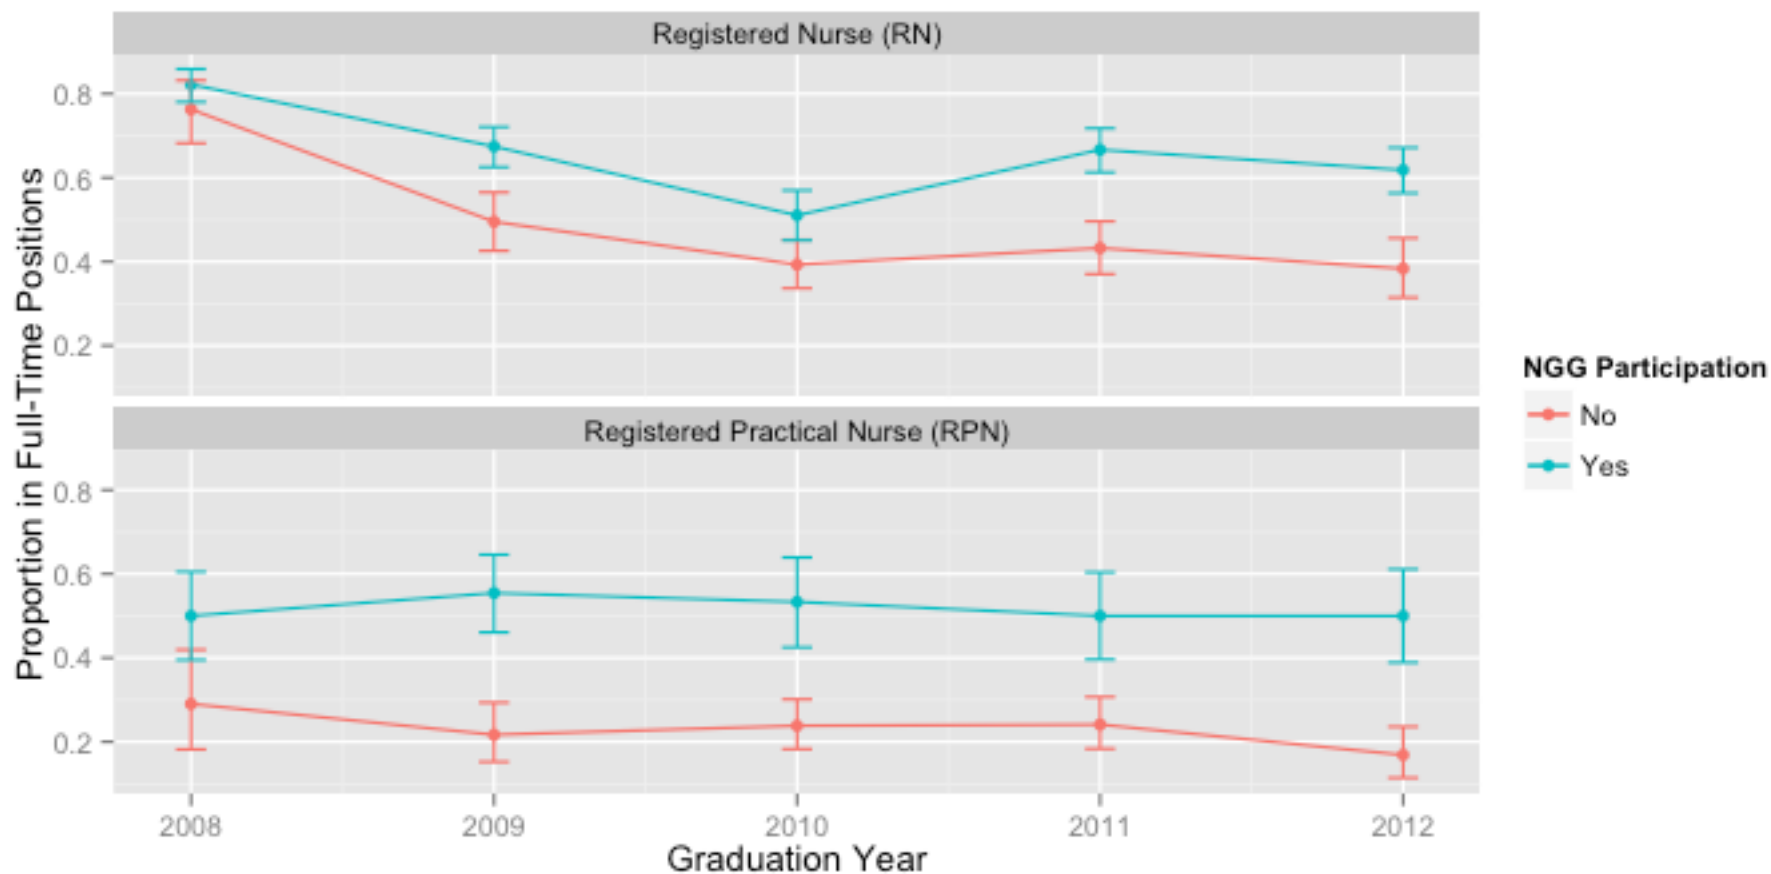 Registered Nurse (RN)
0.8
0.6
0.4
0.2
Proportion in Full-Time Positions
Registered Practical Nurse (RPN)
0.8
0.6
0.4
0.2
2008 2009 2010 2011 2012
Graduation Year
NGG Participation
No
Yes